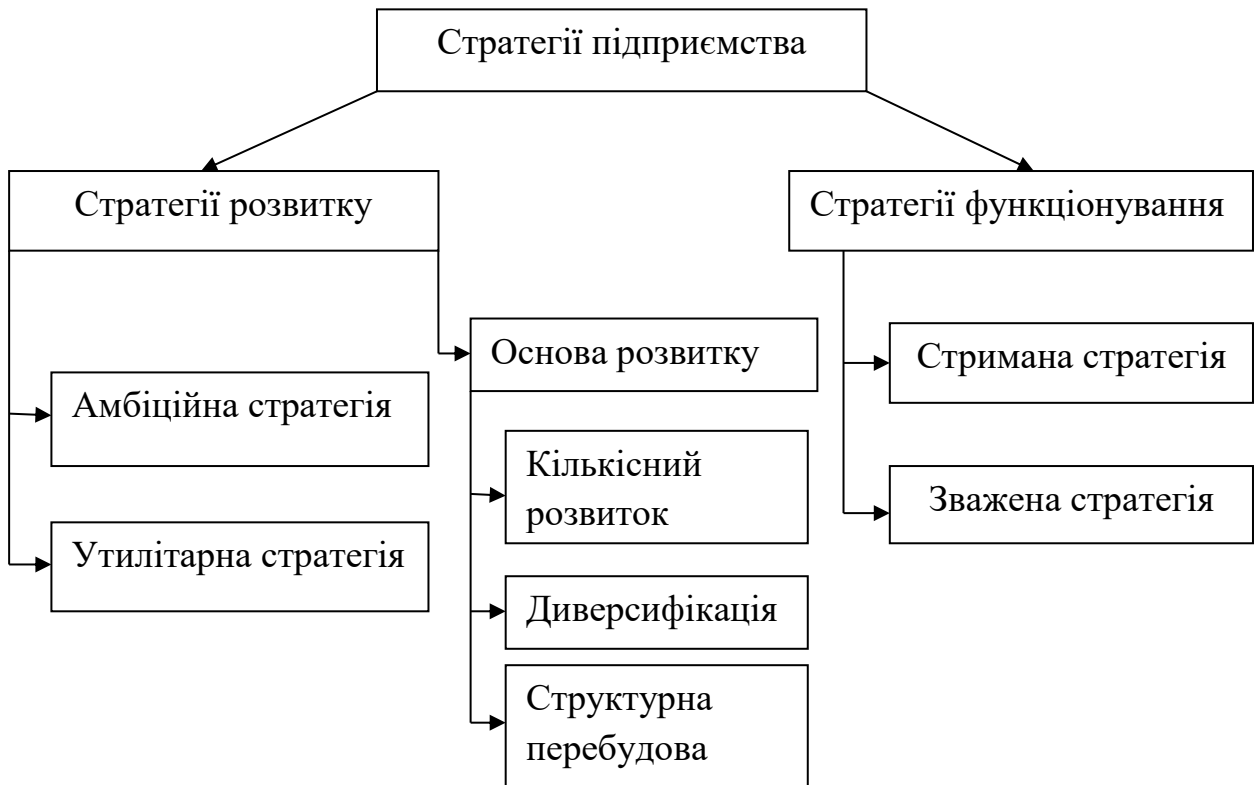 Стратегії підприємства
Стратегії розвитку
Стратегії функціонування
Основа розвитку
Стримана стратегія
Амбіційна стратегія
Кількісний
розвиток
Зважена стратегія
Утилітарна стратегія
Диверсифікація
Структурна
перебудова